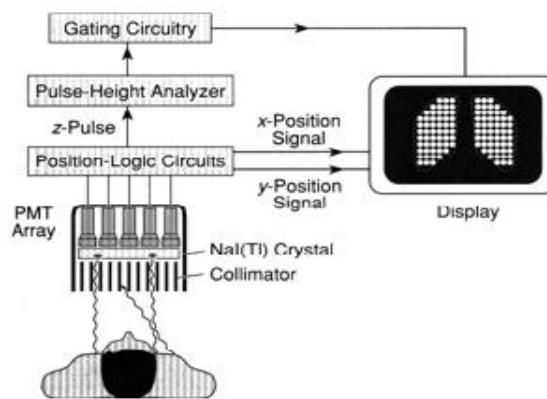 Gating Circuitry
Pulse-Height Analyzer
z-Pulse
Position-Logic Circuits
x-Position
Signal
y-Position
Signal
Display
PMT
Array
NaI(Tl) Crystal
Collimator